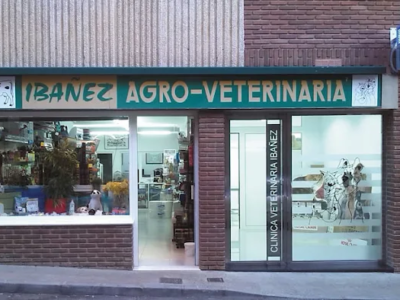 IBAÑEZ AGRO-VETERINARIA
CLINICA VETERINARIA IBAÑEZ